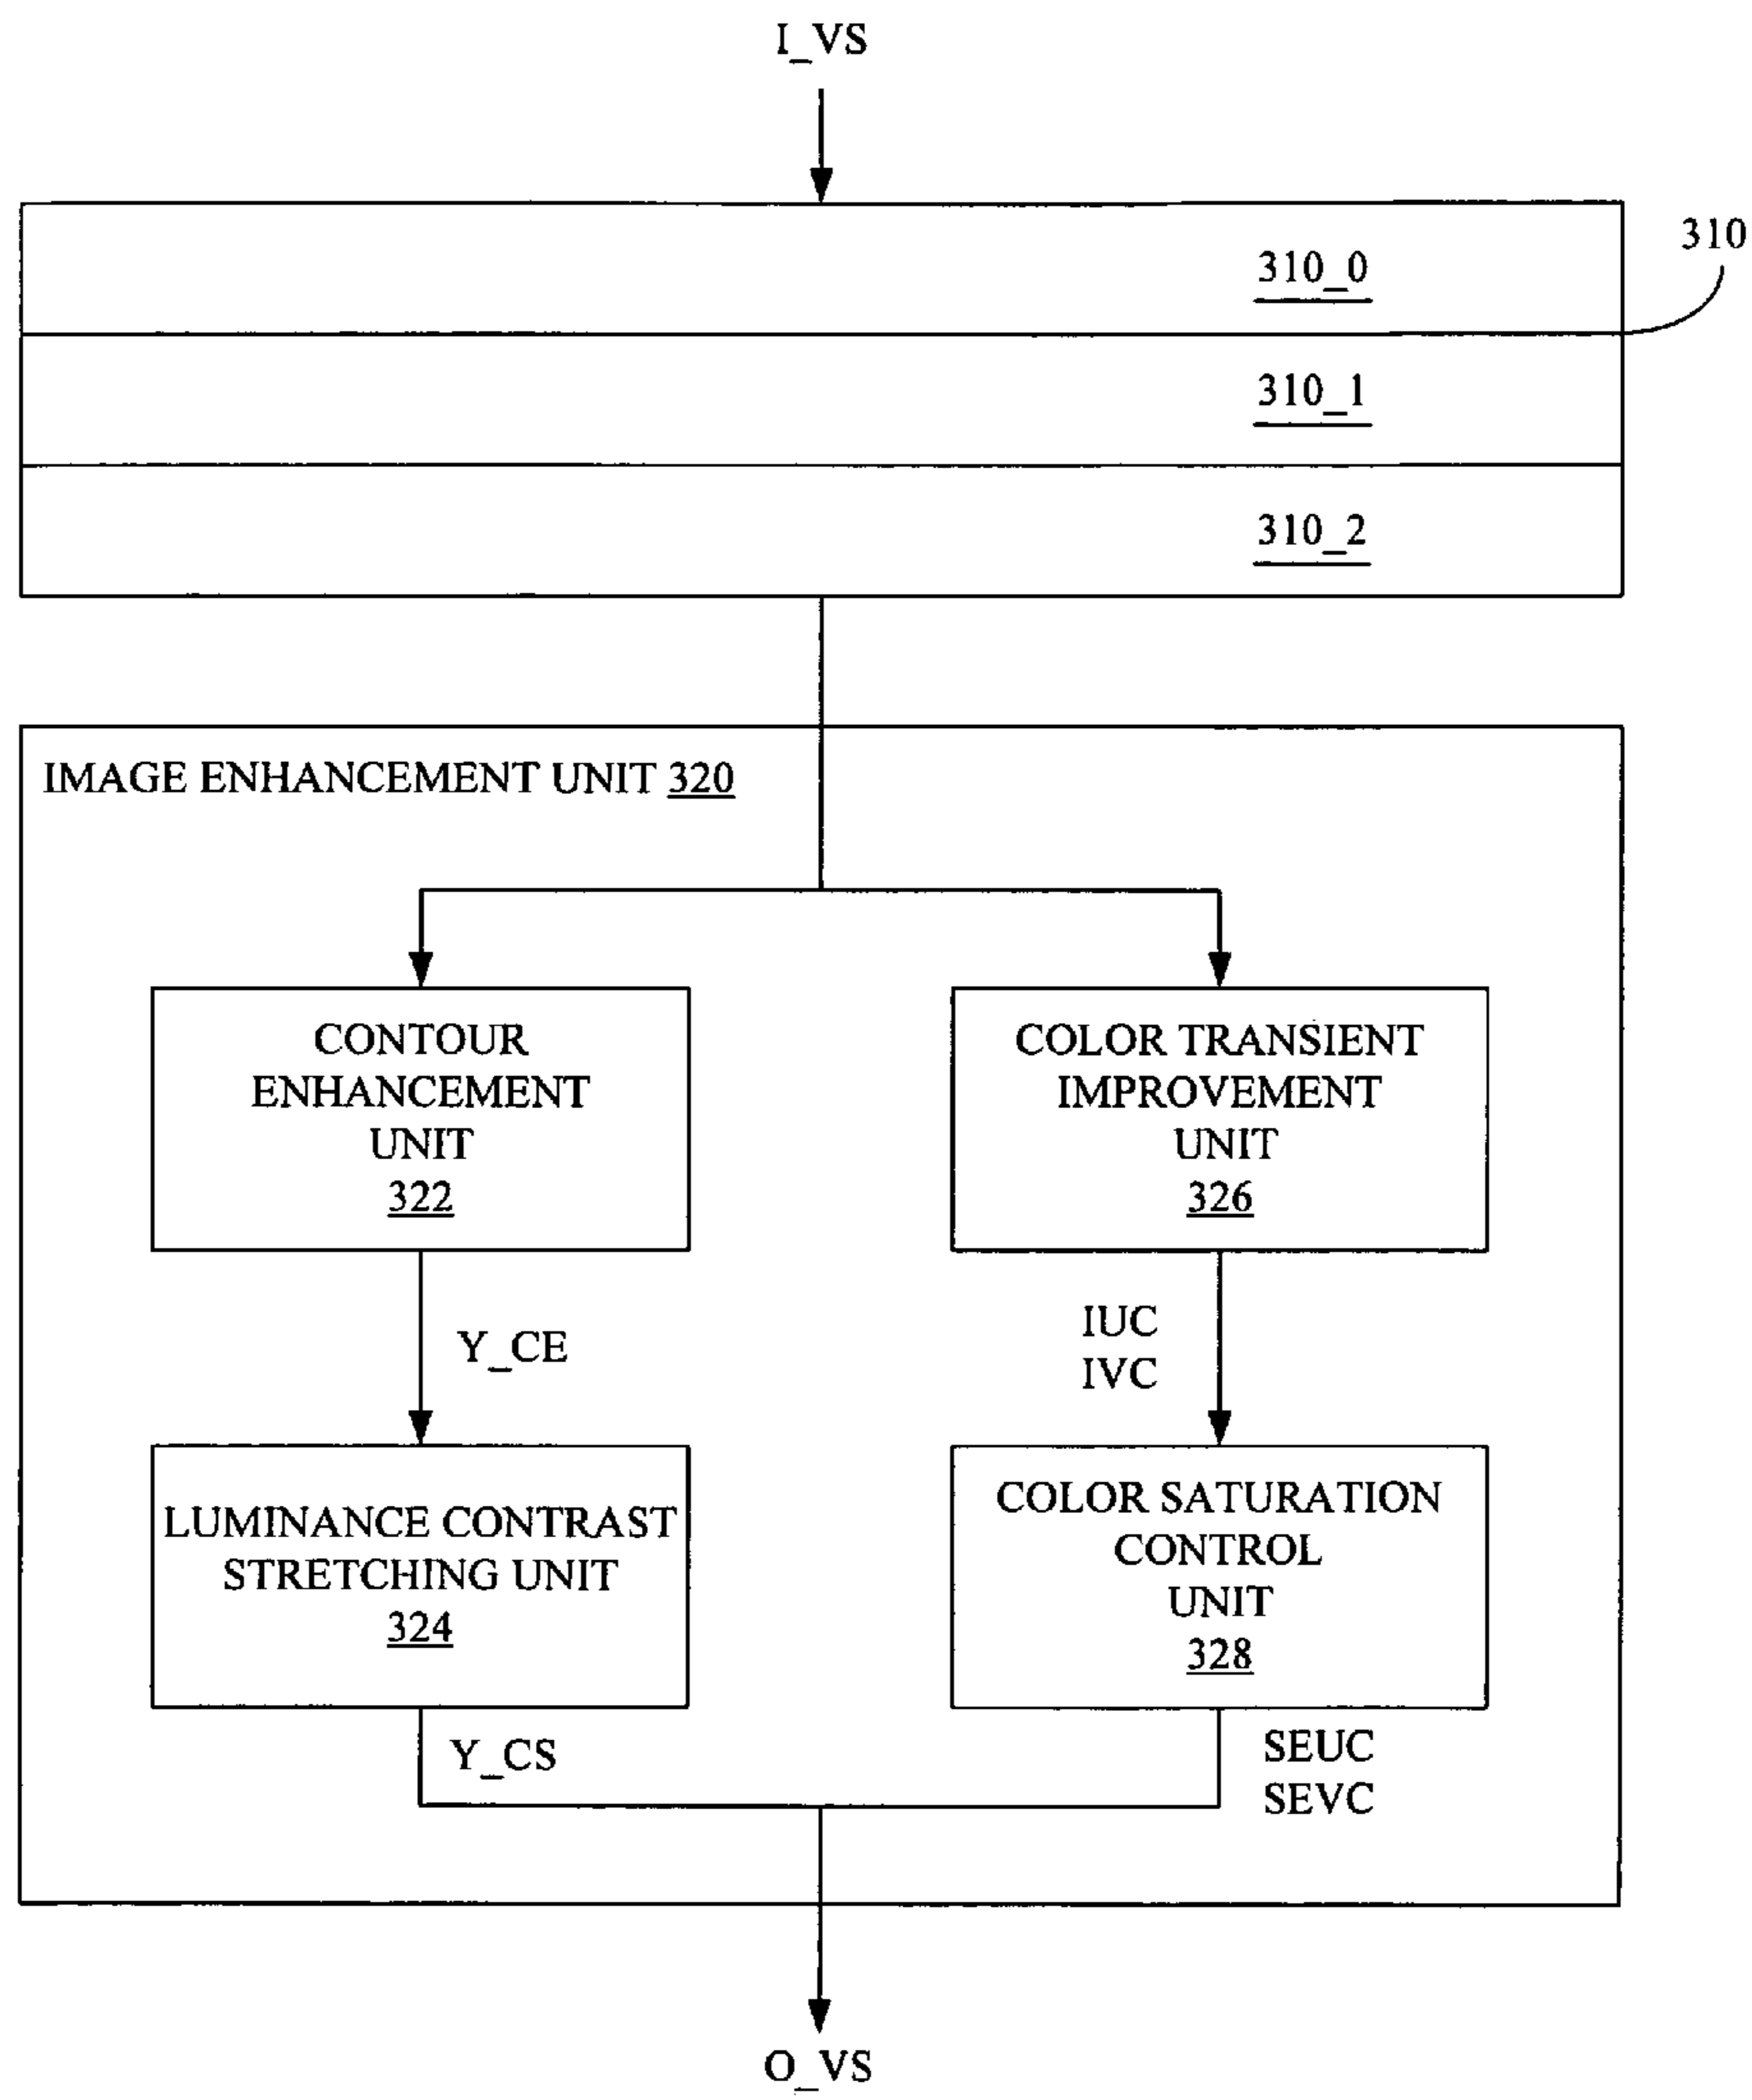 I_VS
310
310_0
310_1
310_2
IMAGE ENHANCEMENT UNIT 320
CONTOUR
ENHANCEMENT
UNIT
322
COLOR TRANSIENT
IMPROVEMENT
UNIT
326
Y_CE
IUC
IVC
LUMINANCE CONTRAST
STRETCHING UNIT
324
COLOR SATURATION
CONTROL
UNIT
328
Y_CS
SEUC
SEVC
O_VS